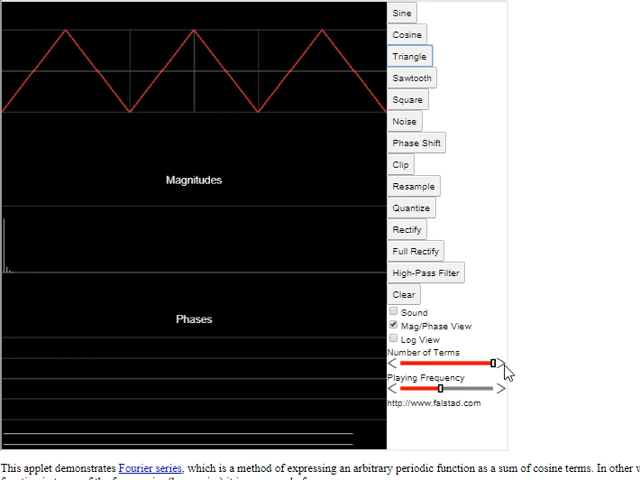 Sine
Cosine
Triangle
Sawtooth
Square
Noise
Phase Shift
Clip
Magnitudes
Resample
Quantize
Rectify
Full Rectify
High-Pass Filter
Clear
Sound
Phases
Mag/Phase View
Log View
Number of Terms
Playing Frequency
http://www.falstad.com
This applet demonstrates Fourier series, which is a method of expressing an arbitrary periodic function as a sum of cosine terms. In other w